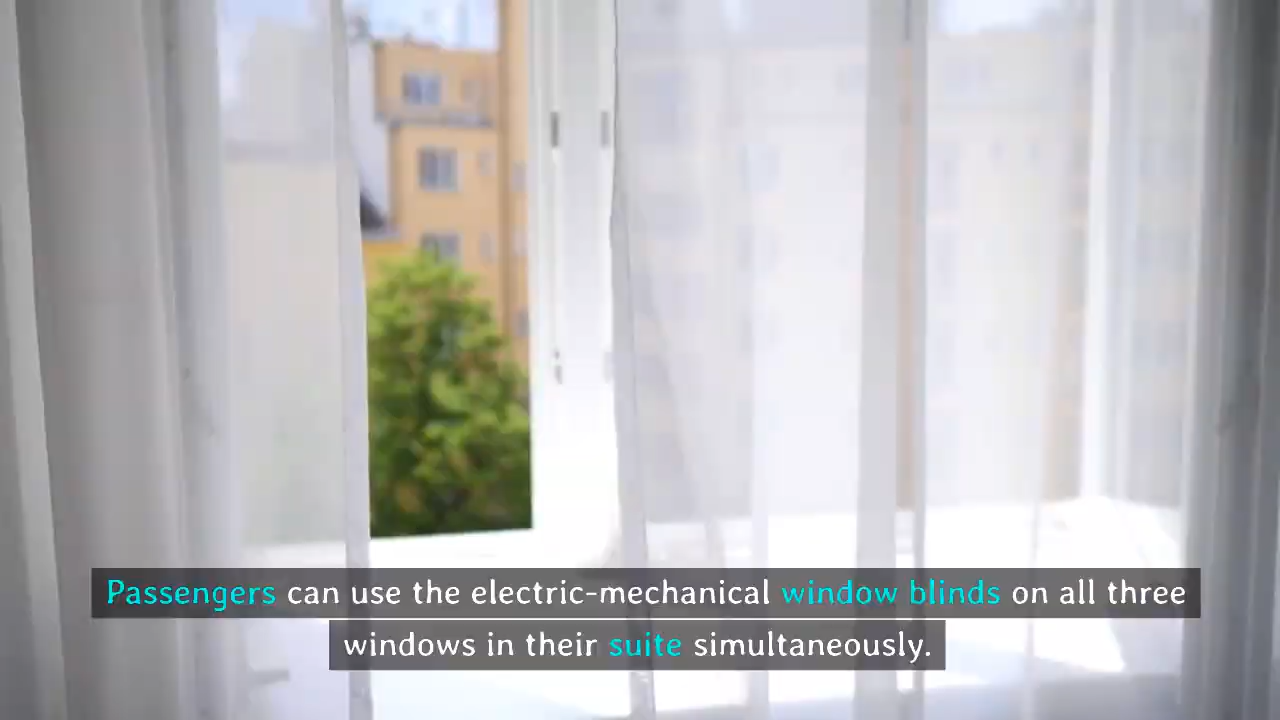 Passengers can use the electric-mechanical window blinds on all three
windows in their suite simultaneously.